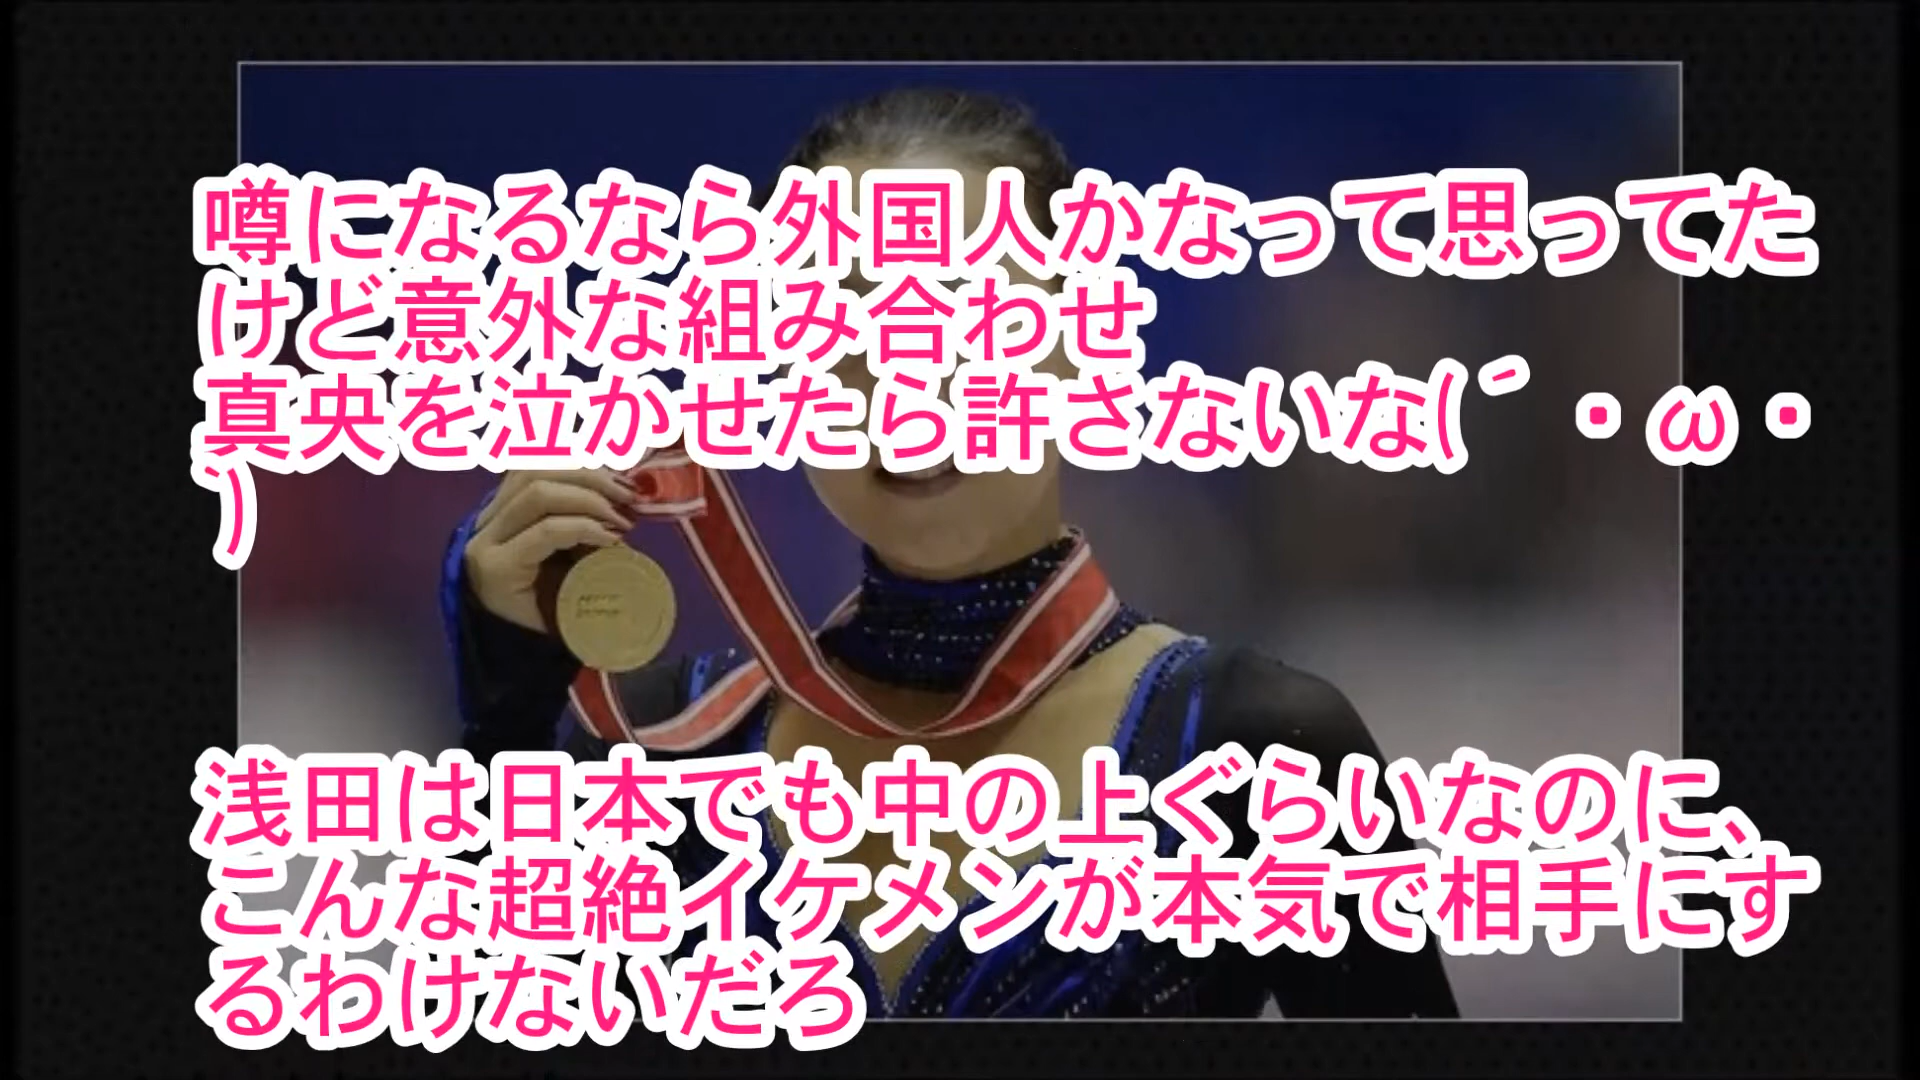 噂になるなら外国人かなって思ってた
けど意外な組み合わせ
真央を泣かせたら許さないな(´・ω・
)
浅田は日本でも中の上ぐらいなのに、
こんな超絶イケメンが本気で相手にす
るわけないだろ